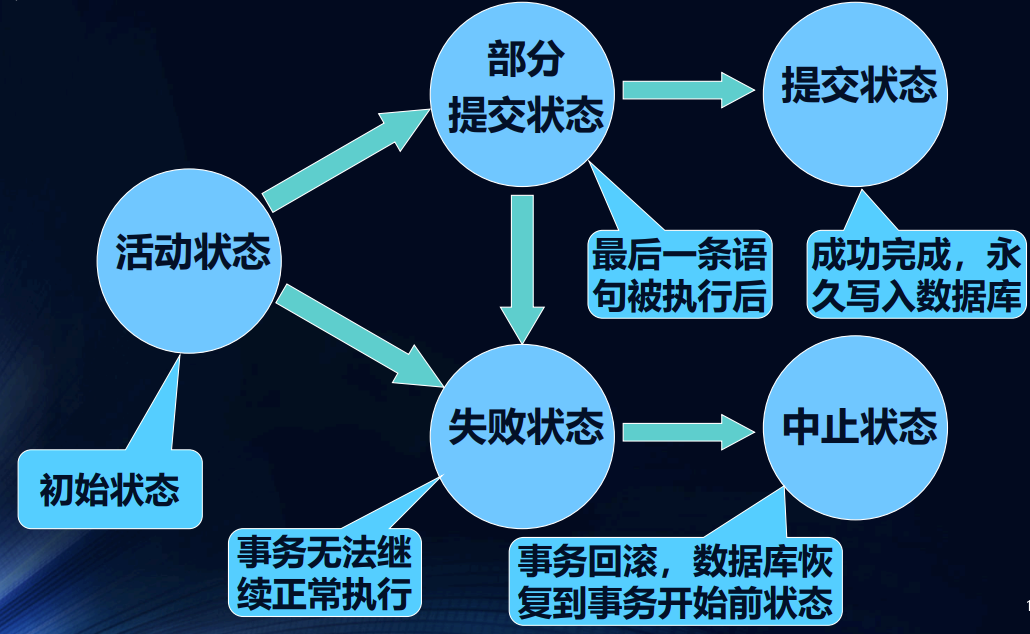 部分
提交状态
提交状态
活动状态
最后一条语
句被执行后
成功完成，永
久写入数据库
失败状态
中止状态
初始状态
事务无法继
续正常执行
事务回滚，数据库恢
复到事务开始前状态